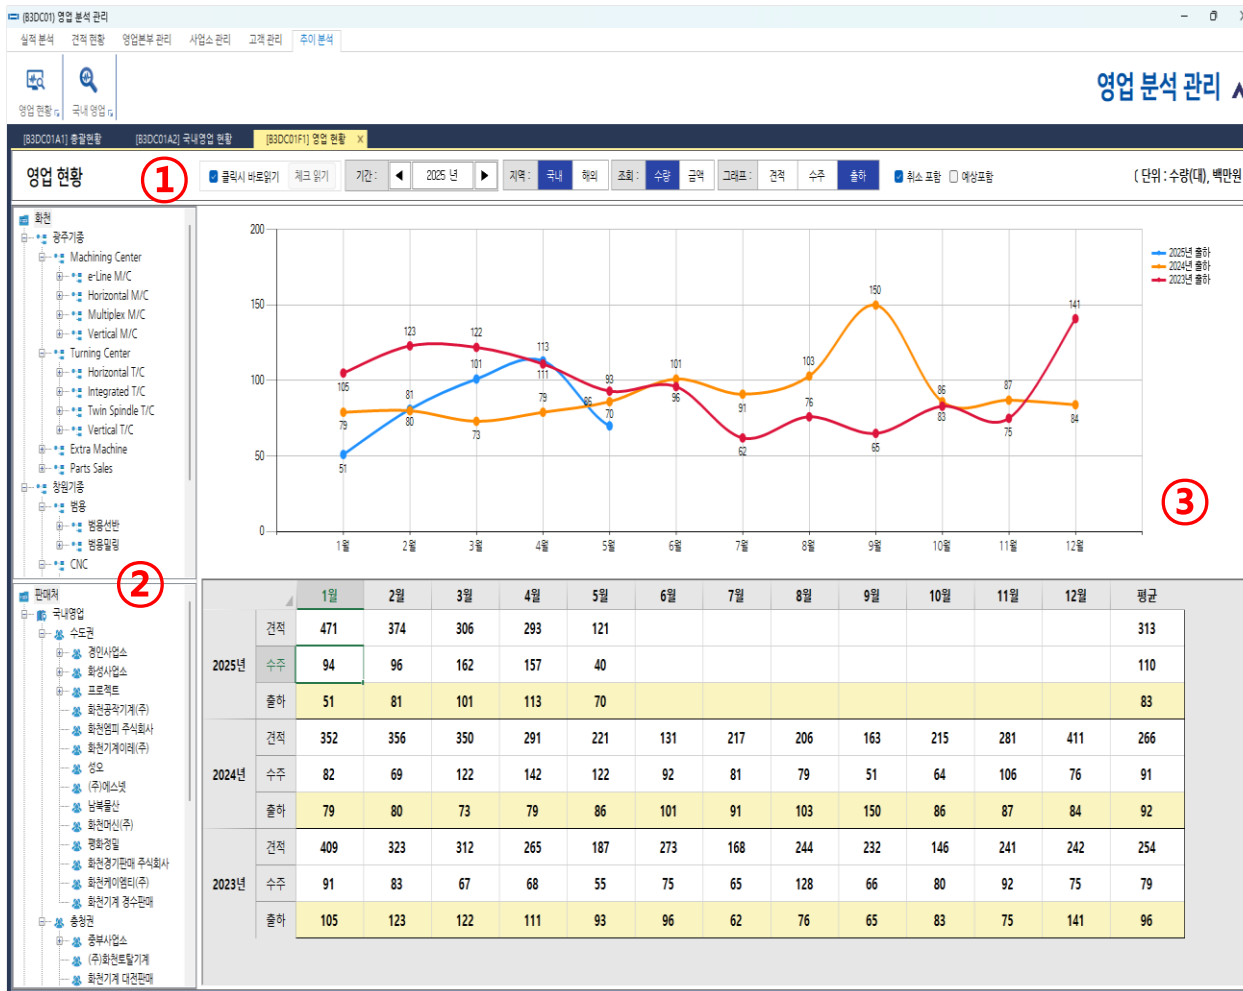 (B3DC01) 영업 분석 관리
실적 분석 견적 현황 영업본부 관리 사업소 관리 고객 관리 주이 분석
영업 현황 국내 영업
영업 분석 관리
[B3DC01A1] 총괄현황 [B3DC01A2] 국내영업 현황 [B3DC01F1] 영업 현황 ×
영업 현황 ① 클릭시 바로읽기 체크 읽기 기간 : ◀ 2025 년 ▶ 지역 : 국내 해외 조회 : 수량 금액 그래프 : 견적 수주 출하 취소 포함 예상포함 ( 단위 : 수량(대), 백만원
화천
광주기종
Machining Center
e-Line M/C
Horizontal M/C
Multiplex M/C
Vertical M/C
Turning Center
Horizontal T/C
Integrated T/C
Twin Spindle T/C
Vertical T/C
Extra Machine
Parts Sales
창원기종
범용
범용선반
범용밀링
CNC
②
판매처
국내영업
수도권
경인사업소
화성사업소
프로젝트
화천공작기계(주)
화천엠피 주식회사
화천기계이레(주)
성오
(주)에스넷
남북물산
화천머신(주)
평화정밀
화천경기판매 주식회사
화천케이엠티(주)
화천기계 경수판매
충청권
중부사업소
(주)화천토탈기계
화천기계 대전판매
200
150
100
50
0
105 123 122 111 93 96 62 76 65 83 75 141
79 80 73 79 86 101 91 103 150 86 87 84
51 81 101 113 70
1월 2월 3월 4월 5월 6월 7월 8월 9월 10월 11월 12월
2025년 출하
2024년 출하
2023년 출하
③
1월 2월 3월 4월 5월 6월 7월 8월 9월 10월 11월 12월 평균
견적 471 374 306 293 121 313
2025년 수주 94 96 162 157 40 110
출하 51 81 101 113 70 83
견적 352 356 350 291 221 131 217 206 163 215 281 411 266
2024년 수주 82 69 122 142 122 92 81 79 51 64 106 76 91
출하 79 80 73 79 86 101 91 103 150 86 87 84 92
견적 409 323 312 265 187 273 168 244 232 146 241 242 254
2023년 수주 91 83 67 68 55 75 65 128 66 80 92 75 79
출하 105 123 122 111 93 96 62 76 65 83 75 141 96